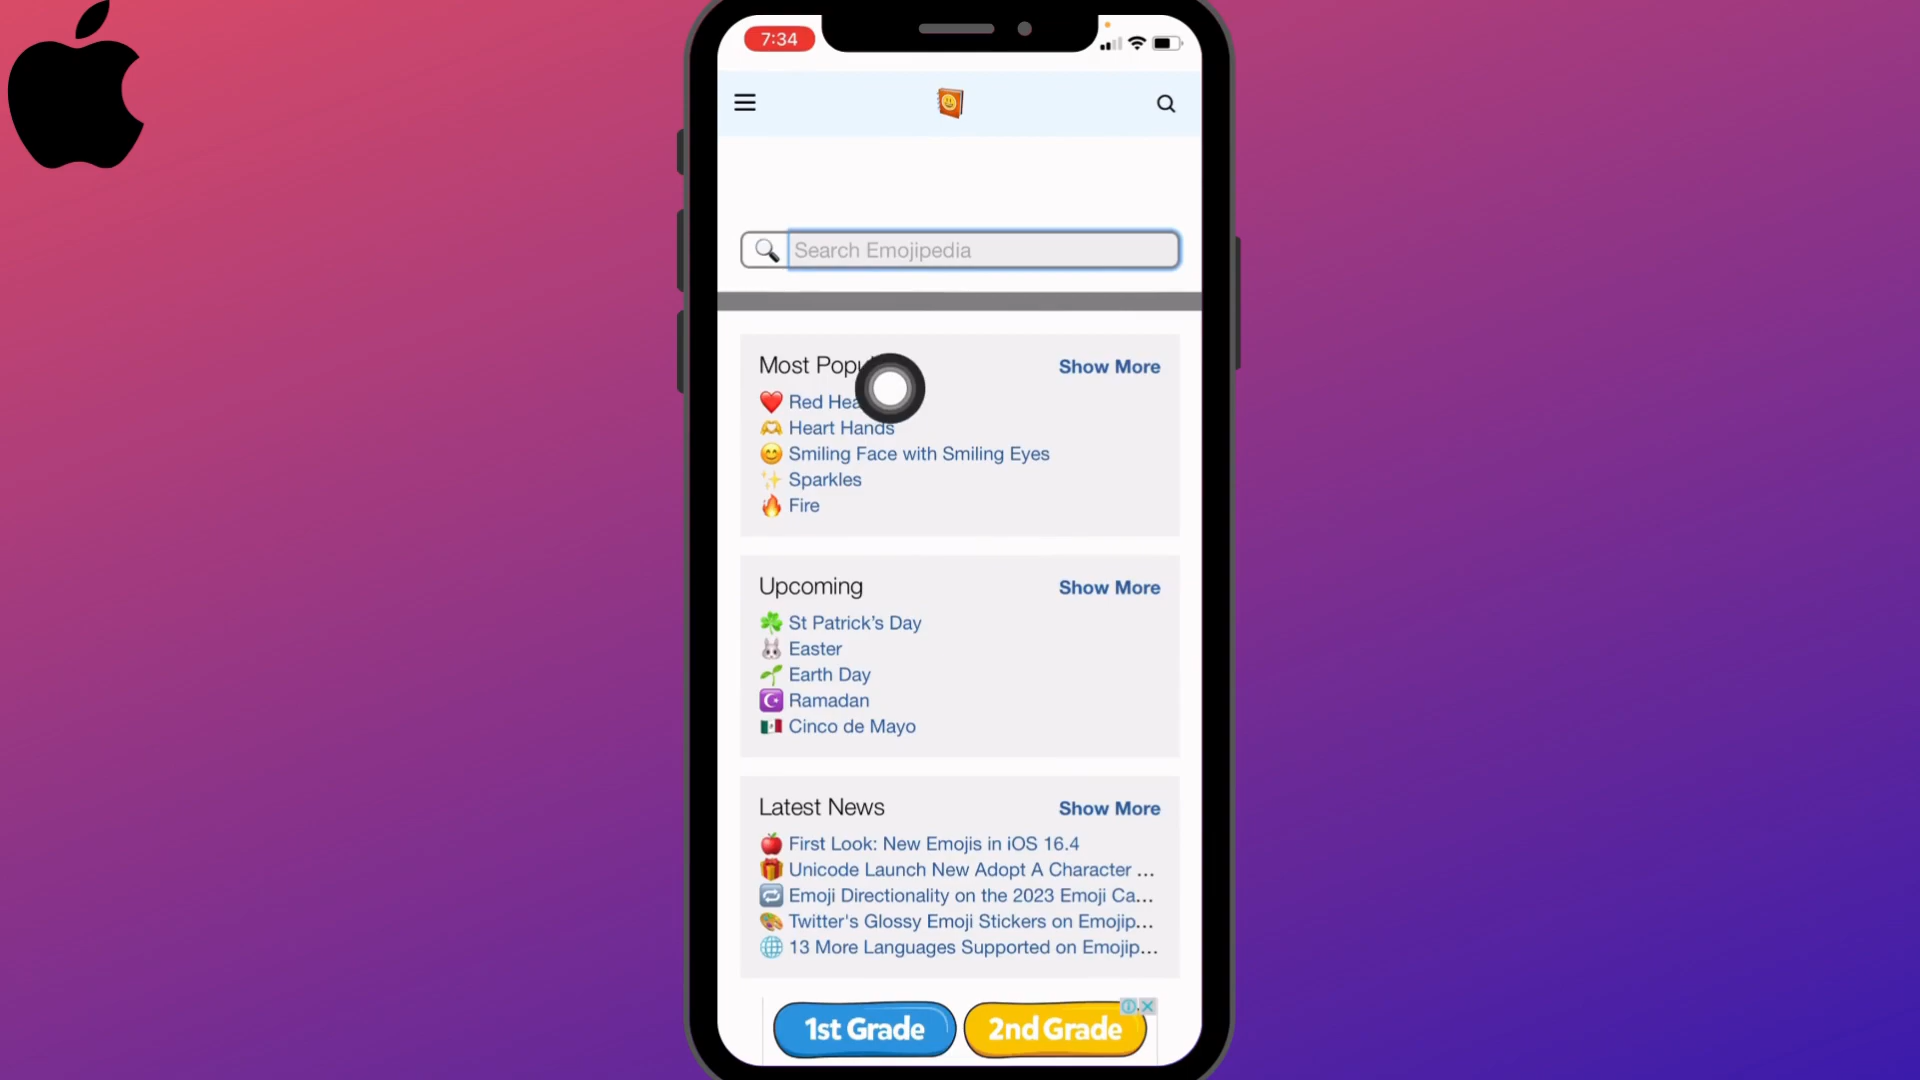 7:34
Search Emojipedia
Most Popu
Show More
Red Hea
Heart Hands
Smiling Face with Smiling Eyes
Sparkles
Fire
Upcoming
Show More
St Patrick’s Day
Easter
Earth Day
Ramadan
Cinco de Mayo
Latest News
Show More
First Look: New Emojis in iOS 16.4
Unicode Launch New Adopt A Character ...
Emoji Directionality on the 2023 Emoji Ca...
Twitter's Glossy Emoji Stickers on Emojip...
13 More Languages Supported on Emojip...
1st Grade
2nd Grade